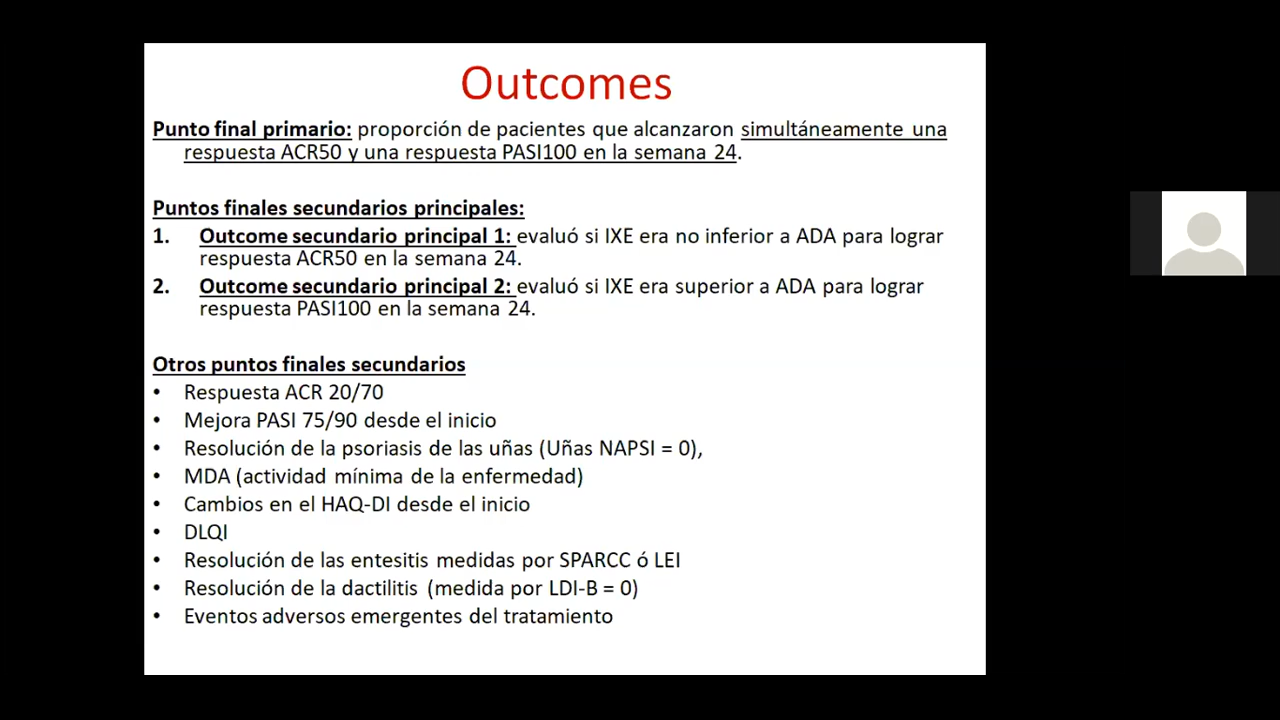 Outcomes
Punto final primario: proporción de pacientes que alcanzaron simultáneamente una
respuesta ACR50 y una respuesta PASI100 en la semana 24.
Puntos finales secundarios principales:
1. Outcome secundario principal 1: evaluó si IXE era no inferior a ADA para lograr
respuesta ACR50 en la semana 24.
2. Outcome secundario principal 2: evaluó si IXE era superior a ADA para lograr
respuesta PASI100 en la semana 24.
Otros puntos finales secundarios
• Respuesta ACR 20/70
• Mejora PASI 75/90 desde el inicio
• Resolución de la psoriasis de las uñas (Uñas NAPSI = 0),
• MDA (actividad mínima de la enfermedad)
• Cambios en el HAQ-DI desde el inicio
• DLQI
• Resolución de las entesitis medidas por SPARCC ó LEI
• Resolución de la dactilitis (medida por LDI-B = 0)
• Eventos adversos emergentes del tratamiento